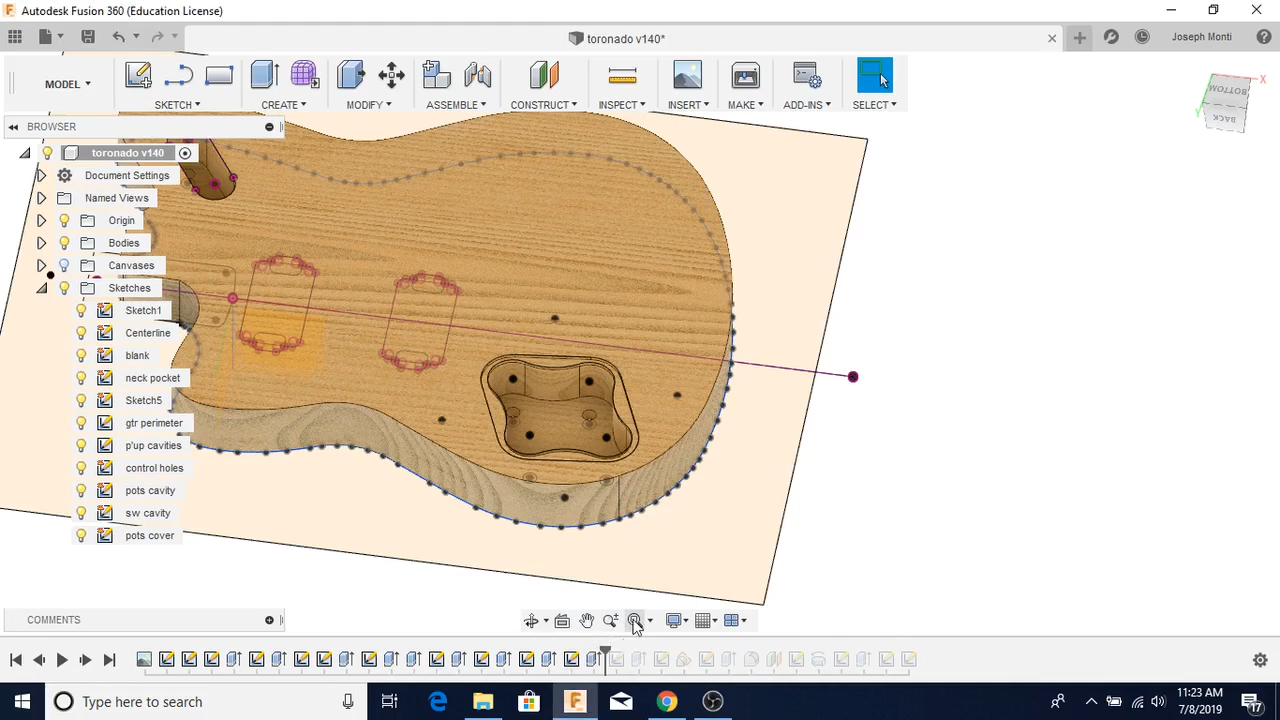 Autodesk Fusion 360 (Education License)
toronado v140*
Joseph Monti
MODEL
SKETCH
CREATE
MODIFY
ASSEMBLE
CONSTRUCT
INSPECT
INSERT
MAKE
ADD-INS
SELECT
BOTTOM
BACK
X
Y
BROWSER
toronado v140
Document Settings
Named Views
Origin
Bodies
Canvases
Sketches
Sketch1
Centerline
blank
neck pocket
Sketch5
gtr perimeter
p'up cavities
control holes
pots cavity
sw cavity
pots cover
COMMENTS
Type here to search
11:23 AM
7/8/2019
17